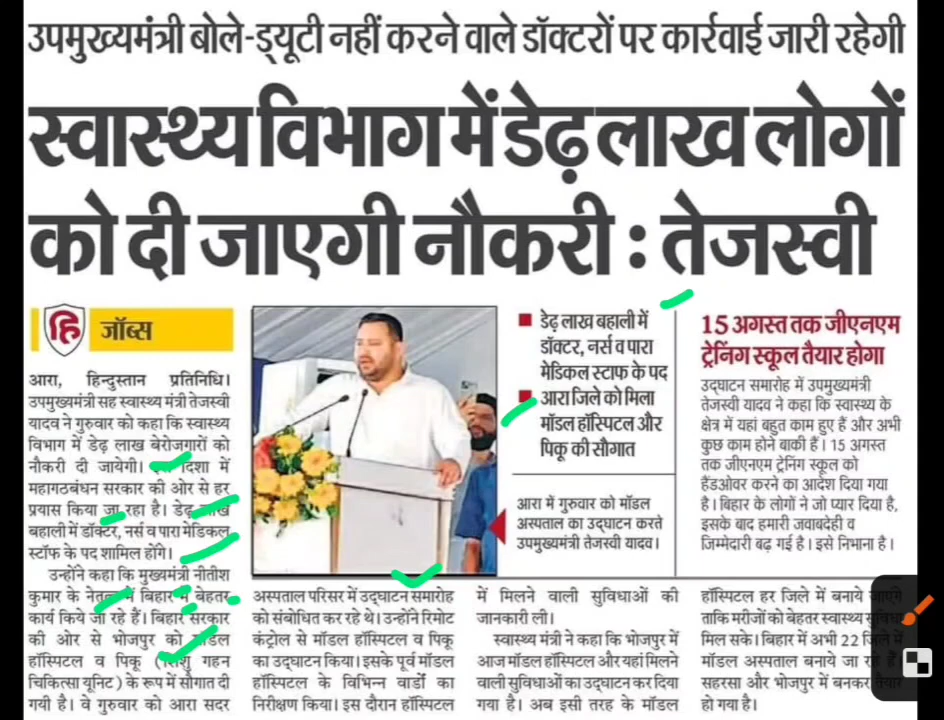 उपमुख्यमंत्री बोले-ड्यूटी नहीं करने वाले डॉक्टरों पर कार्रवाई जारी रहेगी
स्वास्थ्य विभाग में डेढ़ लाख लोगों
को दी जाएगी नौकरी : तेजस्वी
हि जॉब्स
आरा, हिन्दुस्तान प्रतिनिधि।
उपमुख्यमंत्री सह स्वास्थ्य मंत्री तेजस्वी
यादव ने गुरुवार को कहा कि स्वास्थ्य
विभाग में डेढ़ लाख बेरोजगारों को
नौकरी दी जायेगी। दिशा में
महागठबंधन सरकार की ओर से हर
प्रयास किया जा रहा है। डेढ़ लाख
बहाली में डॉक्टर, नर्स व पारा मेडिकल
स्टॉफ के पद शामिल होंगे।
उन्होंने कहा कि मुख्यमंत्री नीतीश
कुमार के नेतृत्व में बिहार में बेहतर
कार्य किये जा रहे हैं। बिहार सरकार
की ओर से भोजपुर को मॉडल
हॉस्पिटल व पिकू (शिशु गहन
चिकित्सा यूनिट) के रूप में सौगात दी
गयी है। वे गुरुवार को आरा सदर
अस्पताल परिसर में उद्घाटन समारोह
को संबोधित कर रहे थे। उन्होंने रिमोट
कंट्रोल से मॉडल हॉस्पिटल व पिकू
का उद्घाटन किया। इसके पूर्व मॉडल
हॉस्पिटल के विभिन्न वार्डों का
निरीक्षण किया। इस दौरान हॉस्पिटल
डेढ़ लाख बहाली में
डॉक्टर, नर्स व पारा
मेडिकल स्टाफ के पद
आरा जिले को मिला
मॉडल हॉस्पिटल और
पिकू की सौगात
आरा में गुरुवार को मॉडल
अस्पताल का उद्घाटन करते
उपमुख्यमंत्री तेजस्वी यादव।
में मिलने वाली सुविधाओं की
जानकारी ली।
स्वास्थ्य मंत्री ने कहा कि भोजपुर में
आज मॉडल हॉस्पिटल और यहां मिलने
वाली सुविधाओं का उद्घाटन कर दिया
गया है। अब इसी तरह के मॉडल
15 अगस्त तक जीएनएम
ट्रेनिंग स्कूल तैयार होगा
उद्घाटन समारोह में उपमुख्यमंत्री
तेजस्वी यादव ने कहा कि स्वास्थ्य के
क्षेत्र में यहां बहुत काम हुए हैं और अभी
कुछ काम होने बाकी हैं। 15 अगस्त
तक जीएनएम ट्रेनिंग स्कूल को
हैंडओवर करने का आदेश दिया गया
है। बिहार के लोगों ने जो प्यार दिया है,
इसके बाद हमारी जवाबदेही व
जिम्मेदारी बढ़ गई है। इसे निभाना है।
हॉस्पिटल हर जिले में बनाये
ताकि मरीजों को बेहतर स्वास्थ्य
मिल सके। बिहार में अभी 22 जिले में
मॉडल अस्पताल बनाये जा
सहरसा और भोजपुर में बनकर तैयार
हो गया है।